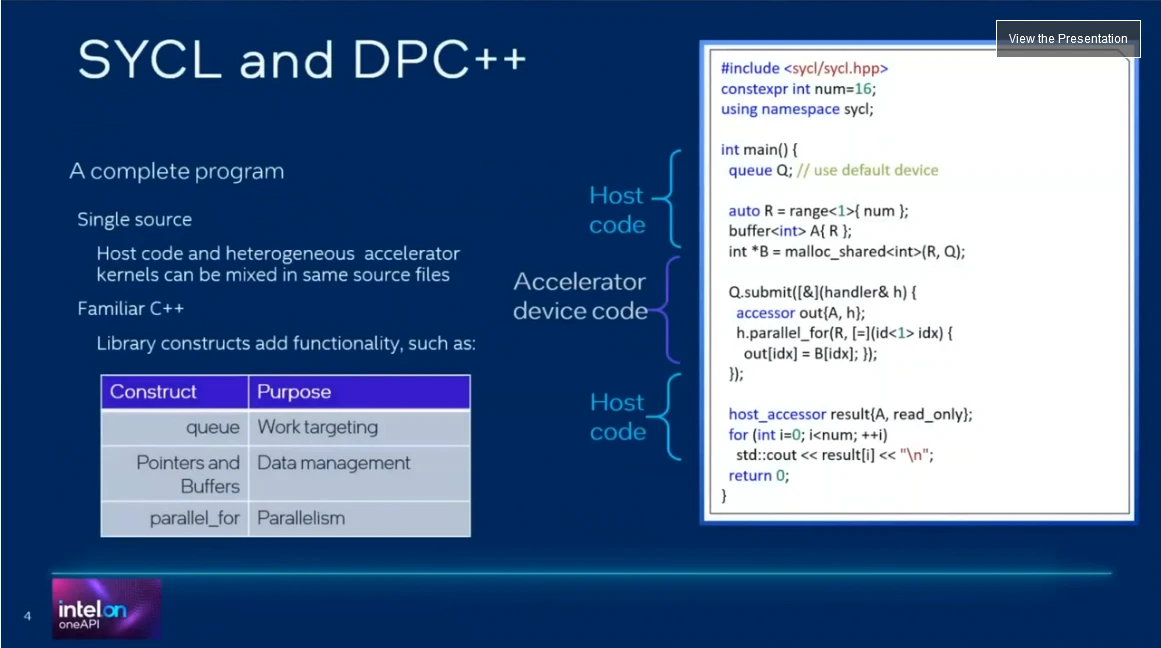 SYCL and DPC++
View the Presentation
A complete program
Single source
Host code and heterogeneous accelerator
kernels can be mixed in same source files
Familiar C++
Library constructs add functionality, such as:
Construct Purpose
queue Work targeting
Pointers and Data management
Buffers
parallel_for Parallelism
Host
code
Accelerator
device code
Host
code
#include <sycl/sycl.hpp>
constexpr int num=16;
using namespace sycl;
int main() {
queue Q; // use default device
auto R = range<1>{ num };
buffer<int> A{ R };
int *B = malloc_shared<int>(R, Q);
Q.submit([&](handler& h) {
accessor out{A, h};
h.parallel_for(R, [=](id<1> idx) {
out[idx] = B[idx]; });
});
host_accessor result{A, read_only};
for (int i=0; i<num; ++i)
std::cout << result[i] << "\n";
return 0;
}
4
intel.on
oneAPI